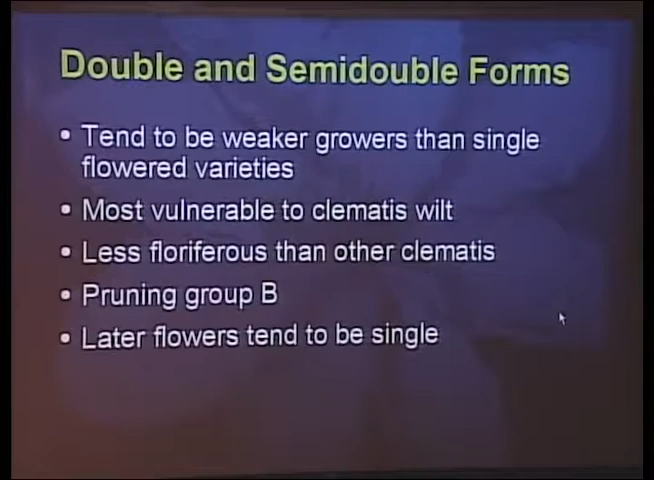 Double and Semidouble Forms
• Tend to be weaker growers than single
flowered varieties
• Most vulnerable to clematis wilt
• Less floriferous than other clematis
• Pruning group B
• Later flowers tend to be single